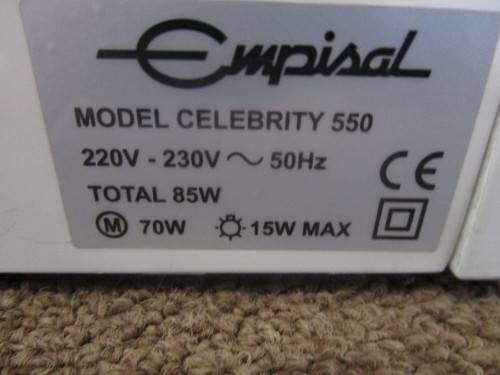 Empisal
MODEL CELEBRITY 550
220V - 230V ~ 50Hz
TOTAL 85W
M 70W 15W MAX
CE